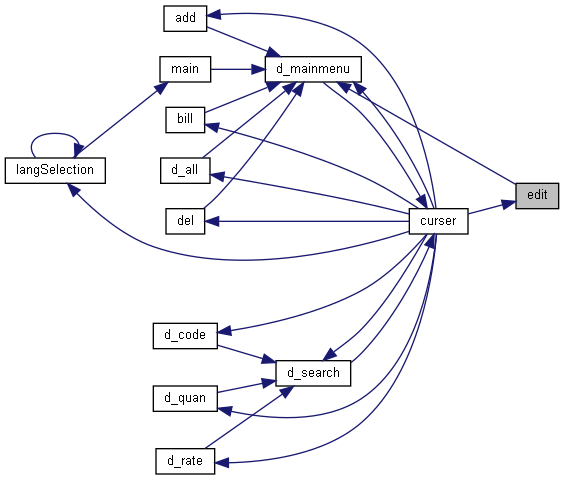 add
main
d_mainmenu
bill
langSelection
d_all
edit
del
curser
d_code
d_search
d_quan
d_rate